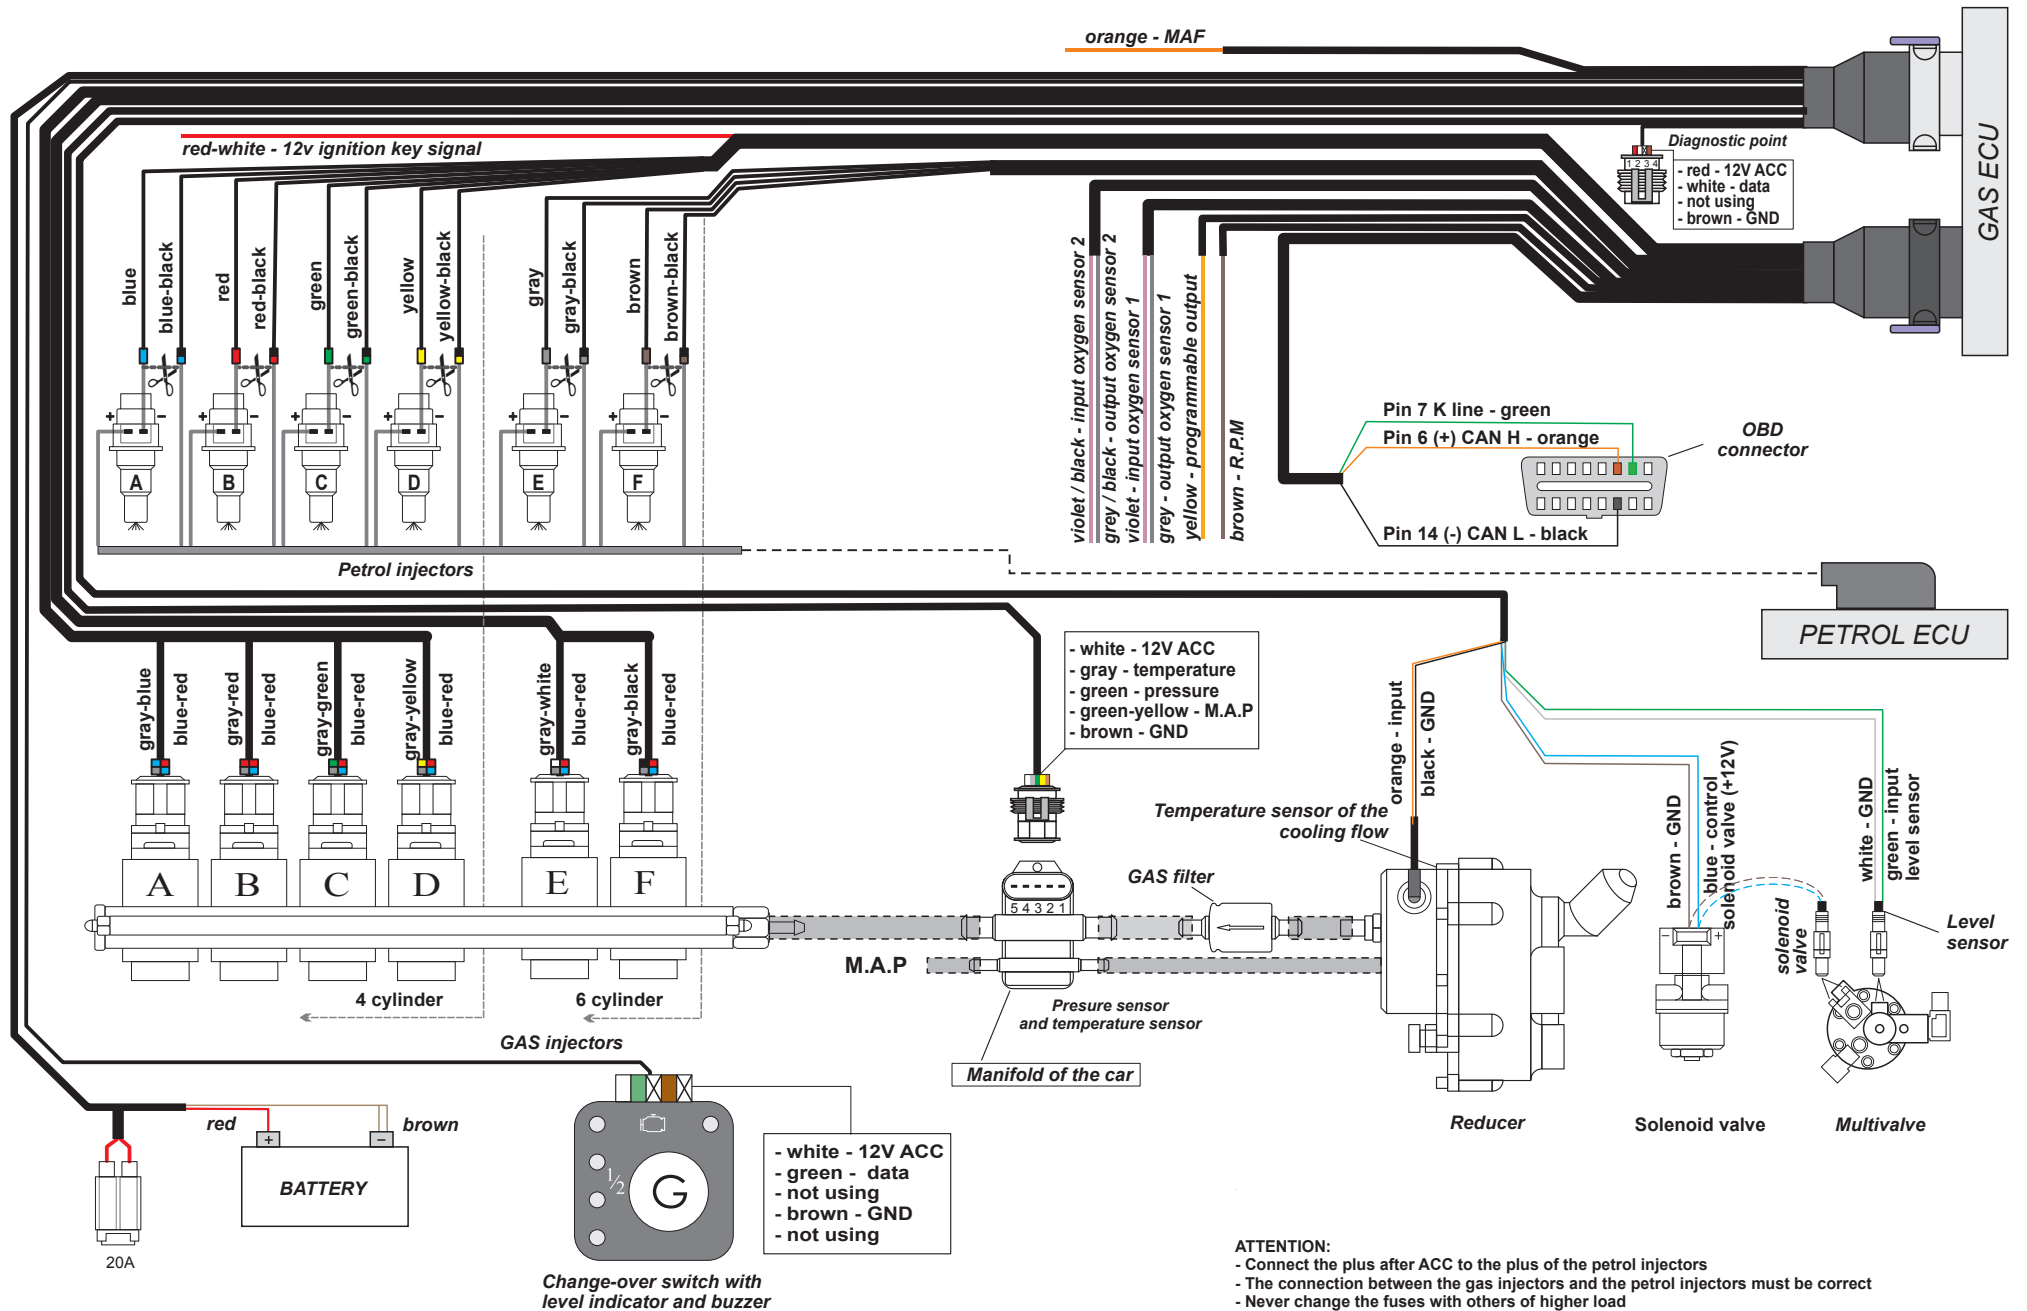 orange - MAF
red-white - 12v ignition key signal
Diagnostic point
1 2 3 4
- red - 12V ACC
- white - data
- not using
- brown - GND
GAS ECU
blue
blue-black
red
red-black
green
green-black
yellow
yellow-black
gray
gray-black
brown
brown-black
violet / black - input oxygen sensor 2
grey / black - output oxygen sensor 2
violet - input oxygen sensor 1
grey - output oxygen sensor 1
yellow - programmable output
brown - R.P.M
+ -
+ -
+ -
+ -
+ -
+ -
A
B
C
D
E
F
Pin 7 K line - green
Pin 6 (+) CAN H - orange
Pin 14 (-) CAN L - black
OBD
connector
Petrol injectors
PETROL ECU
gray-blue
blue-red
gray-red
blue-red
gray-green
blue-red
gray-yellow
blue-red
gray-white
blue-red
gray-black
blue-red
- white - 12V ACC
- gray - temperature
- green - pressure
- green-yellow - M.A.P
- brown - GND
orange - input
black - GND
Temperature sensor of the
cooling flow
brown - GND
blue - control
solenoid valve (+12V)
white - GND
green - input
level sensor
A
B
C
D
E
F
5 4 3 2 1
GAS filter
M.A.P
- +
solenoid
valve
Level
sensor
4 cylinder
6 cylinder
GAS injectors
Presure sensor
and temperature sensor
Manifold of the car
Reducer
Solenoid valve
Multivalve
red
brown
+
-
BATTERY
20A
1/2
G
- white - 12V ACC
- green - data
- not using
- brown - GND
- not using
Change-over switch with
level indicator and buzzer
ATTENTION:
- Connect the plus after ACC to the plus of the petrol injectors
- The connection between the gas injectors and the petrol injectors must be correct
- Never change the fuses with others of higher load